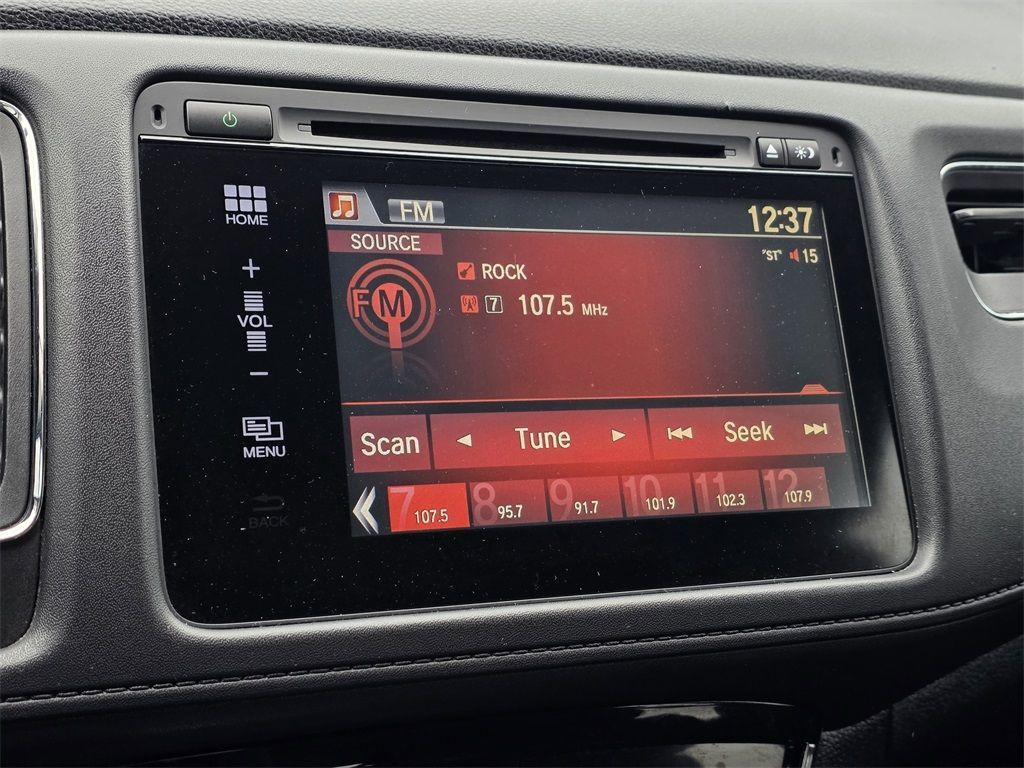 HOME
+
VOL
−
MENU
BACK
FM
12:37
SOURCE
"ST" 15
FM
ROCK
7 107.5 MHz
Scan
Tune
Seek
7 107.5
8 95.7
9 91.7
10 101.9
11 102.3
12 107.9